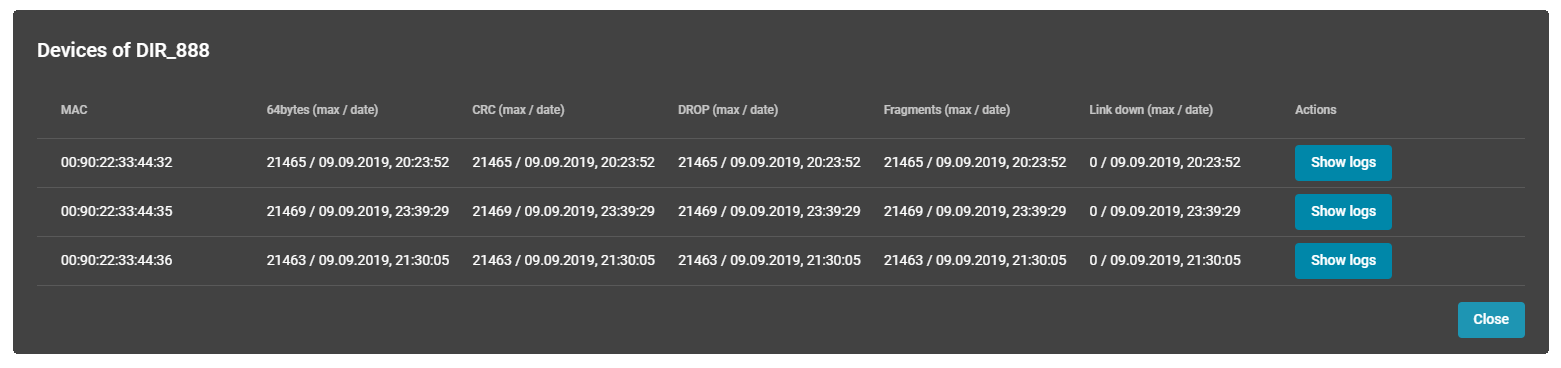 Devices of DIR_888
MAC 64bytes (max / date) CRC (max / date) DROP (max / date) Fragments (max / date) Link down (max / date) Actions
00:90:22:33:44:32 21465 / 09.09.2019, 20:23:52 21465 / 09.09.2019, 20:23:52 21465 / 09.09.2019, 20:23:52 21465 / 09.09.2019, 20:23:52 0 / 09.09.2019, 20:23:52 Show logs
00:90:22:33:44:35 21469 / 09.09.2019, 23:39:29 21469 / 09.09.2019, 23:39:29 21469 / 09.09.2019, 23:39:29 21469 / 09.09.2019, 23:39:29 0 / 09.09.2019, 23:39:29 Show logs
00:90:22:33:44:36 21463 / 09.09.2019, 21:30:05 21463 / 09.09.2019, 21:30:05 21463 / 09.09.2019, 21:30:05 21463 / 09.09.2019, 21:30:05 0 / 09.09.2019, 21:30:05 Show logs
Close